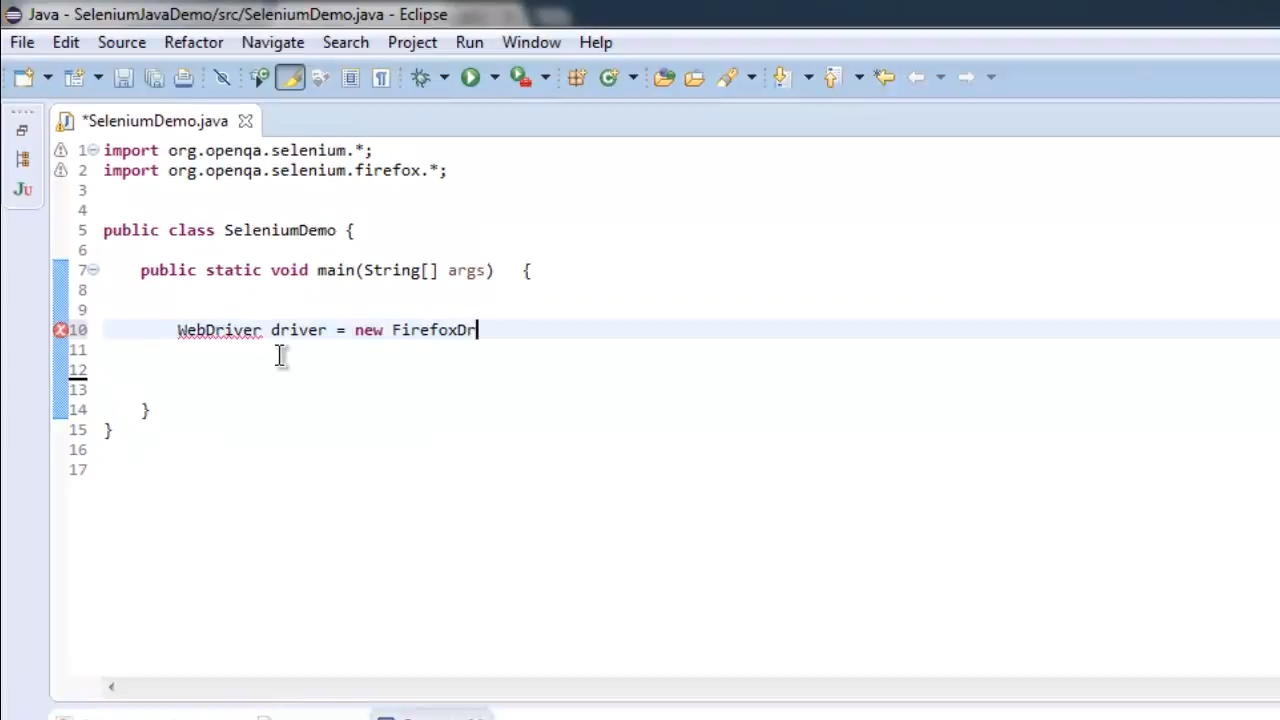 Java - SeleniumJavaDemo/src/SeleniumDemo.java - Eclipse
File Edit Source Refactor Navigate Search Project Run Window Help
*SeleniumDemo.java
Ju
1 import org.openqa.selenium.*;
2 import org.openqa.selenium.firefox.*;
3
4
5 public class SeleniumDemo {
6
7 public static void main(String[] args) {
8
9
10 WebDriver driver = new FirefoxDr
11
12
13
14 }
15 }
16
17